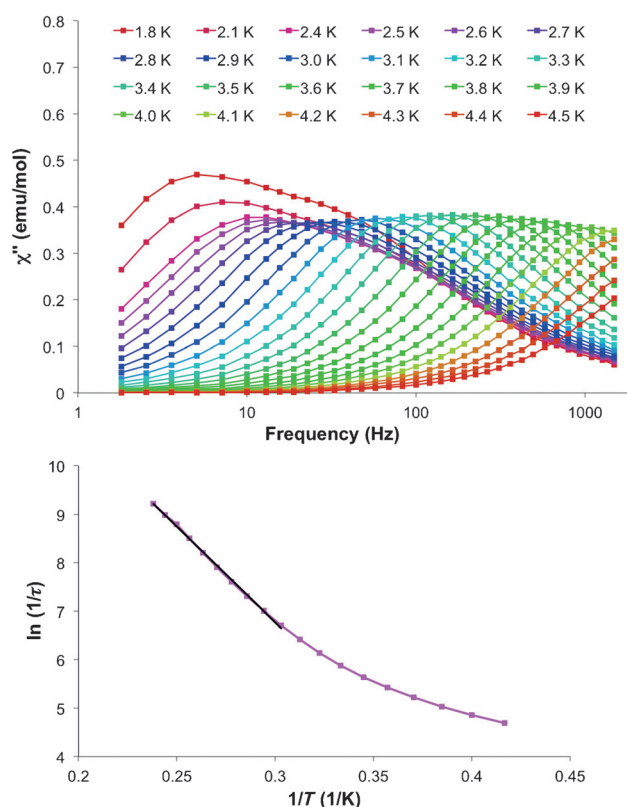 0.8
1.8 K 2.1 K 2.4 K 2.5 K 2.6 K 2.7 K
0.7
2.8 K 2.9 K 3.0 K 3.1 K 3.2 K 3.3 K
3.4 K 3.5 K 3.6 K 3.7 K 3.8 K 3.9 K
0.6
4.0 K 4.1 K 4.2 K 4.3 K 4.4 K 4.5 K
0.5
χ" (emu/mol)
0.4
0.3
0.2
0.1
0
1 10 100 1000
Frequency (Hz)
10
9
8
ln (1/τ)
7
6
5
4
0.2 0.25 0.3 0.35 0.4 0.45
1/T (1/K)